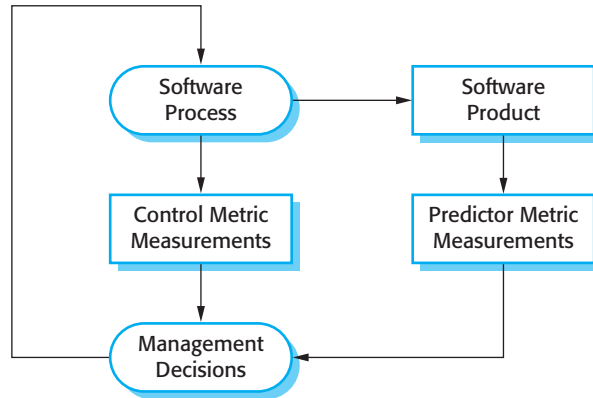 Software
Process
Software
Product
Control Metric
Measurements
Predictor Metric
Measurements
Management
Decisions